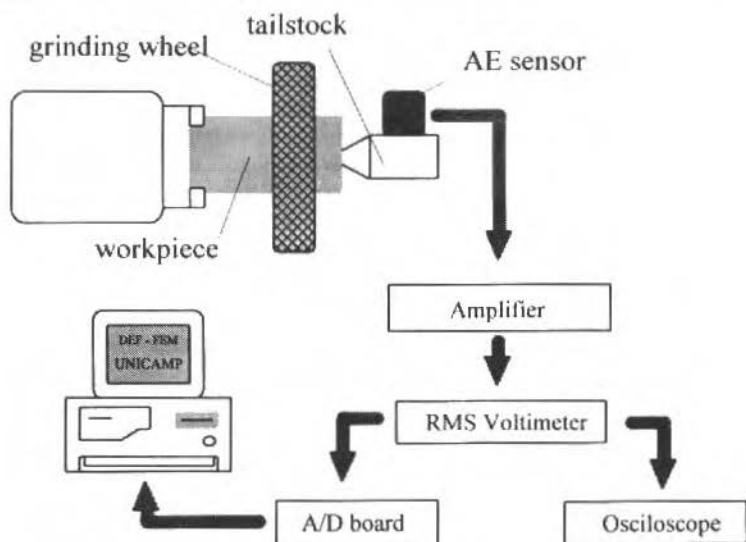 tailstock
grinding wheel
AE sensor
workpiece
Amplifier
DEF - FEM
UNICAMP
RMS Voltimeter
A/D board
Osciloscope